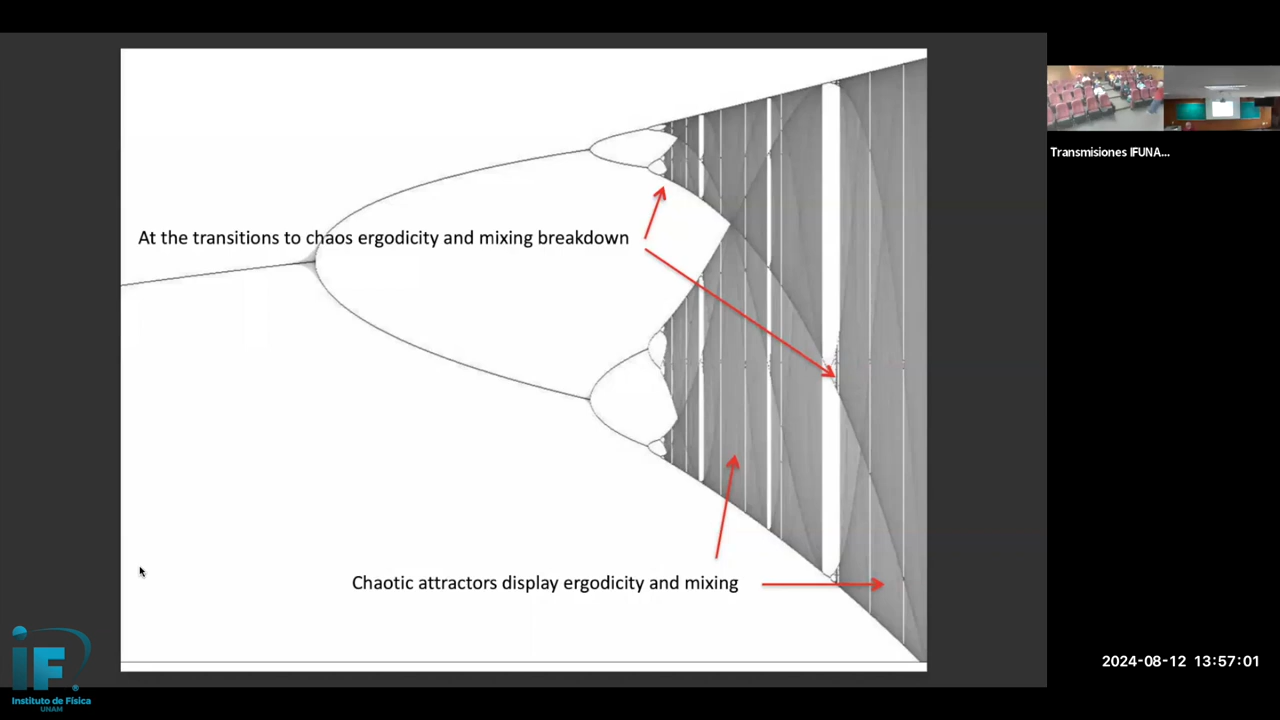 At the transitions to chaos ergodicity and mixing breakdown
Chaotic attractors display ergodicity and mixing
Transmisiones IFUNA...
2024-08-12 13:57:01
iF
Instituto de Física
UNAM